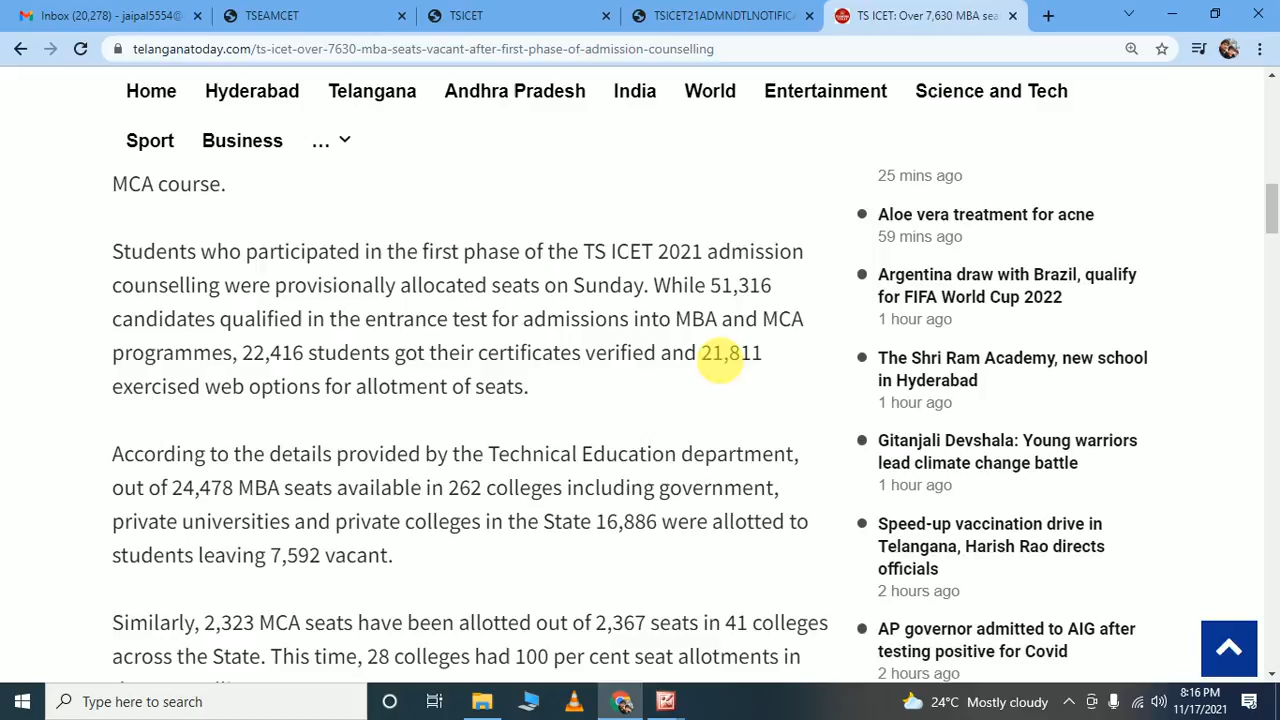 Inbox (20,278) - jaipal5554@
TSEAMCET
TSICET
TSICET21ADMNDTLNOTIFICA
TS ICET: Over 7,630 MBA sea
telanganatoday.com/ts-icet-over-7630-mba-seats-vacant-after-first-phase-of-admission-counselling
Home Hyderabad Telangana Andhra Pradesh India World Entertainment Science and Tech
Sport Business ...
MCA course.
Students who participated in the first phase of the TS ICET 2021 admission
counselling were provisionally allocated seats on Sunday. While 51,316
candidates qualified in the entrance test for admissions into MBA and MCA
programmes, 22,416 students got their certificates verified and 21,811
exercised web options for allotment of seats.
According to the details provided by the Technical Education department,
out of 24,478 MBA seats available in 262 colleges including government,
private universities and private colleges in the State 16,886 were allotted to
students leaving 7,592 vacant.
Similarly, 2,323 MCA seats have been allotted out of 2,367 seats in 41 colleges
across the State. This time, 28 colleges had 100 per cent seat allotments in
25 mins ago
Aloe vera treatment for acne
59 mins ago
Argentina draw with Brazil, qualify
for FIFA World Cup 2022
1 hour ago
The Shri Ram Academy, new school
in Hyderabad
1 hour ago
Gitanjali Devshala: Young warriors
lead climate change battle
1 hour ago
Speed-up vaccination drive in
Telangana, Harish Rao directs
officials
2 hours ago
AP governor admitted to AIG after
testing positive for Covid
2 hours ago
Type here to search
24°C Mostly cloudy
8:16 PM
11/17/2021